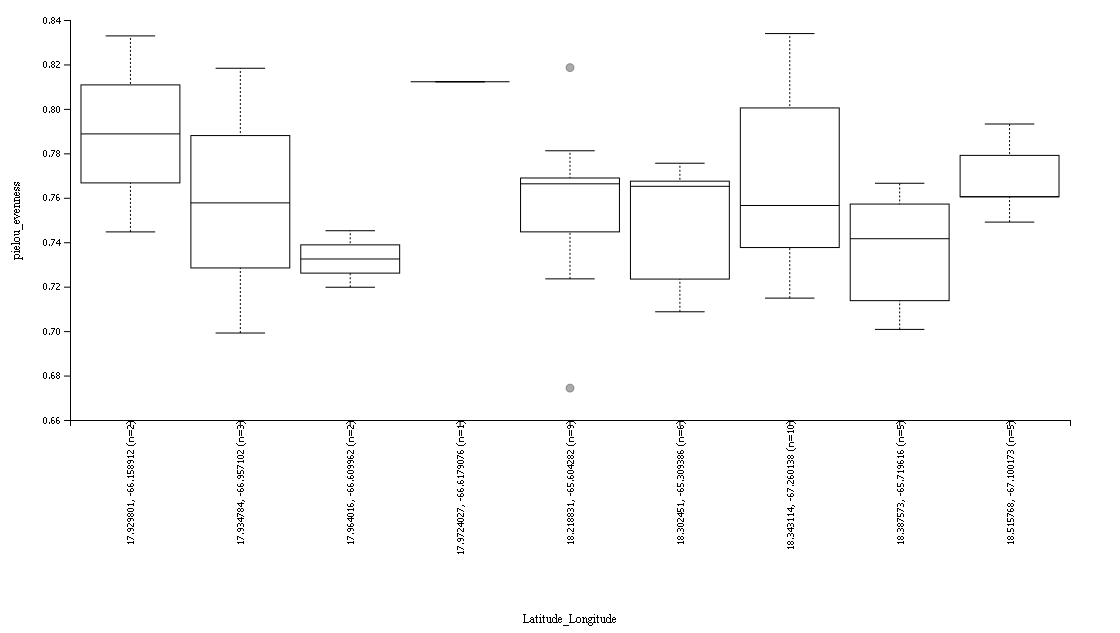 0.84
0.82
0.80
0.78
0.76
0.74
0.72
0.70
0.68
0.66
pielou_evenness
17.929801, -66.158912 (n=2)
17.934784, -66.957102 (n=3)
17.964016, -66.609962 (n=2)
17.9724027, -66.6179076 (n=1)
18.218831, -65.604282 (n=9)
18.302451, -65.309386
18.343114, -67.260138 (n=10)
18.387573, -65.719616 (n=5)
18.515768, -67.100173 (n=5)
Latitude_Longitude